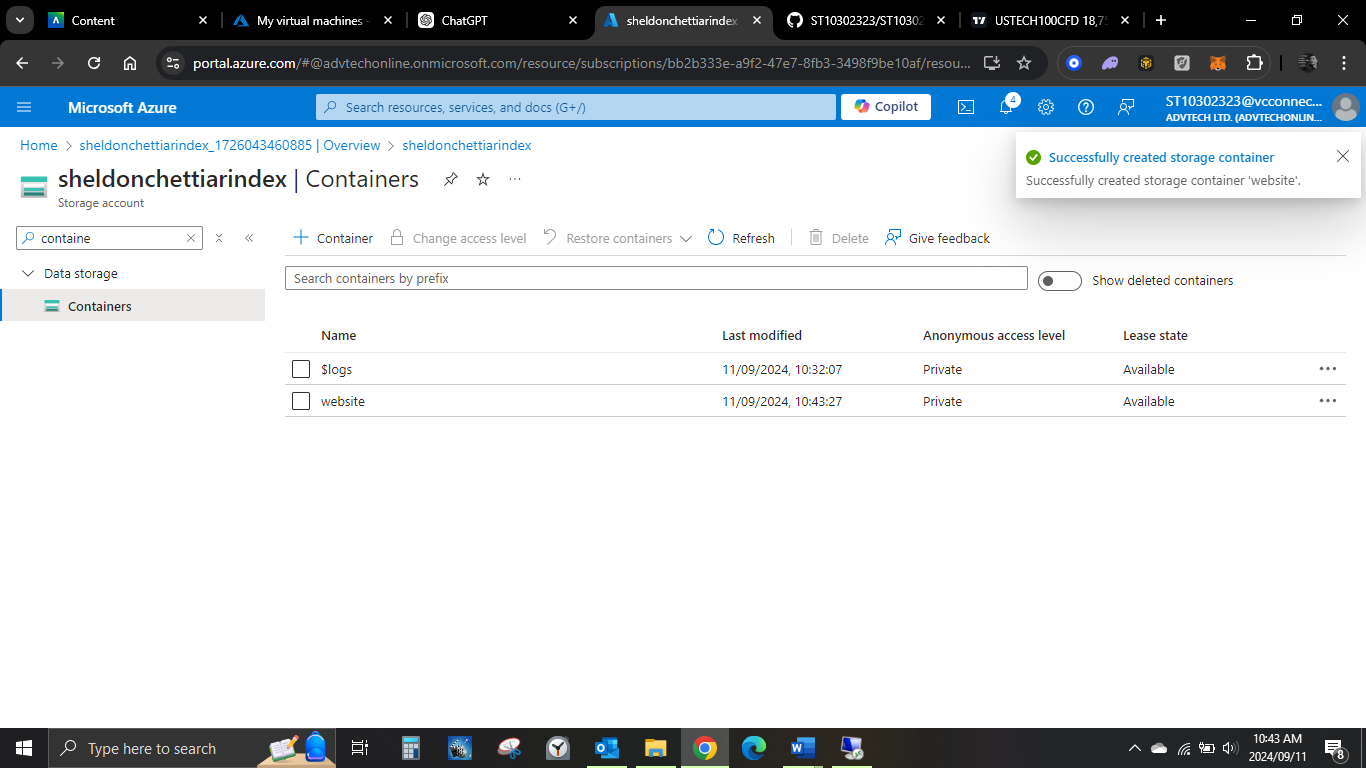 Content
My virtual machines -
ChatGPT
sheldonchettiarindex
ST10302323/ST10302
USTECH100CFD 18,7
portal.azure.com/#@advtechonline.onmicrosoft.com/resource/subscriptions/bb2b333e-a9f2-47e7-8fb3-3498f9be10af/resou...
Microsoft Azure
Search resources, services, and docs (G+/)
Copilot
4
ST10302323@vcconnec...
ADVTECH LTD. (ADVTECHONLIN...
Home > sheldonchettiarindex_1726043460885 | Overview > sheldonchettiarindex
Successfully created storage container
Successfully created storage container 'website'.
sheldonchettiarindex | Containers
Storage account
containe
Container
Change access level
Restore containers
Refresh
Delete
Give feedback
Data storage
Containers
Search containers by prefix
Show deleted containers
Name Last modified Anonymous access level Lease state
$logs 11/09/2024, 10:32:07 Private Available
website 11/09/2024, 10:43:27 Private Available
Type here to search
10:43 AM
2024/09/11
8